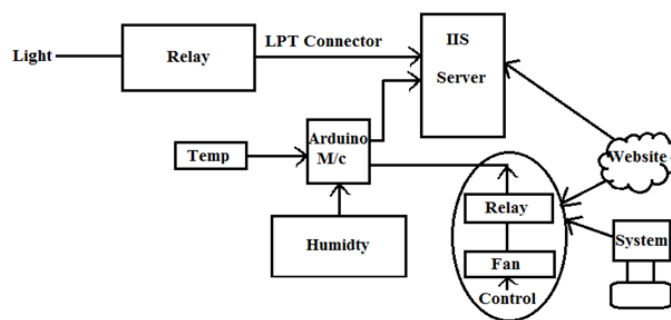 Light
Relay
LPT Connector
IIS
Server
Temp
Arduino
M/c
Humidty
Website
Relay
Fan
Control
System